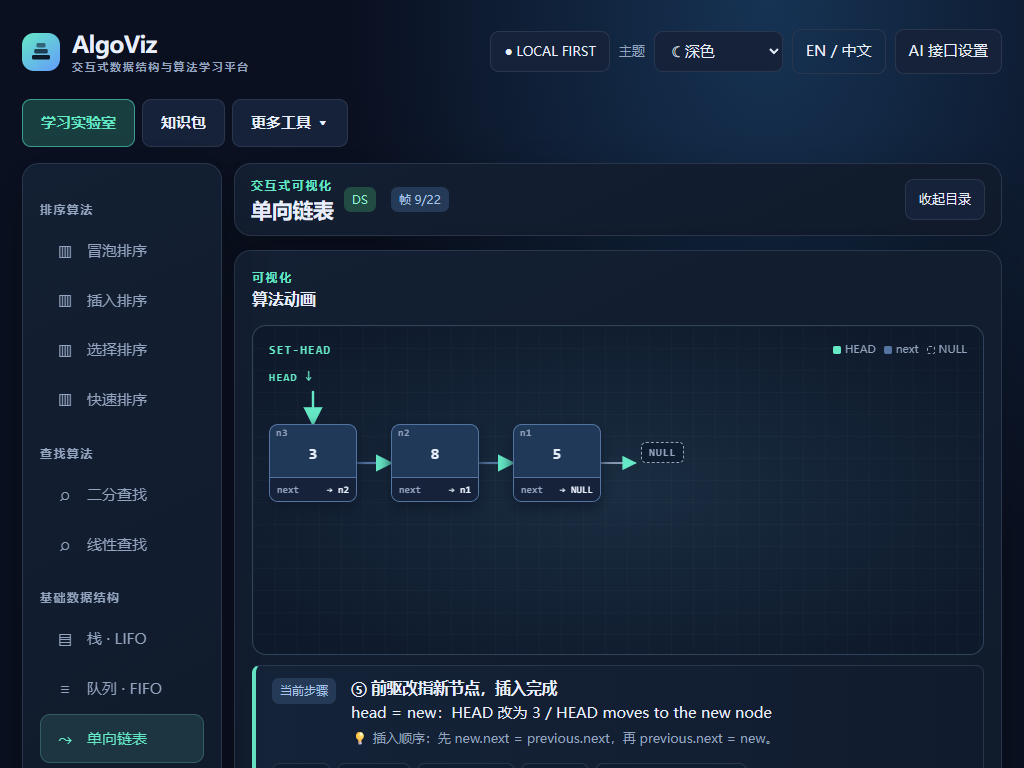 AlgoViz
交互式数据结构与算法学习平台
● LOCAL FIRST
主题
☾ 深色
EN / 中文
AI 接口设置
学习实验室
知识包
更多工具 ▾
排序算法
▥ 冒泡排序
▥ 插入排序
▥ 选择排序
▥ 快速排序
查找算法
⌕ 二分查找
⌕ 线性查找
基础数据结构
▤ 栈 · LIFO
≡ 队列 · FIFO
⤳ 单向链表
交互式可视化
单向链表
DS
帧 9/22
收起目录
可视化
算法动画
SET-HEAD
HEAD next NULL
HEAD ↓
n3
3
next → n2
n2
8
next → n1
n1
5
next → NULL
NULL
当前步骤
⑤ 前驱改指新节点，插入完成
head = new：HEAD 改为 3 / HEAD moves to the new node
💡 插入顺序：先 new.next = previous.next，再 previous.next = new。